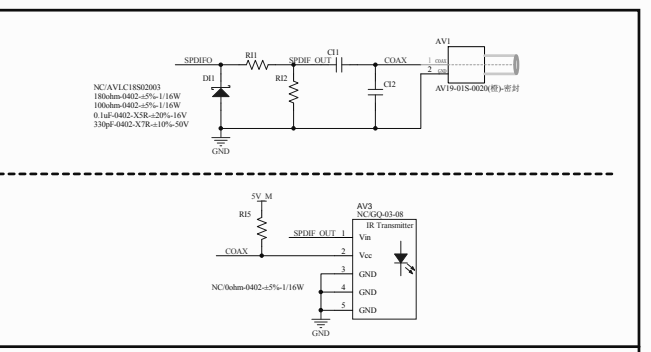 AV1
SPDIFO
RI1
SPDIF_OUT
CI1
COAX
1 COAX
2 GND
DI1
RI2
CI2
AV19-01S-0020(橙)-密封
NC/AVLC18S02003
180ohm-0402-±5%-1/16W
100ohm-0402-±5%-1/16W
0.1uF-0402-X5R-±20%-16V
330pF-0402-X7R-±10%-50V
GND
5V_M
RI5
AV3
NC/GQ-03-08
IR Transmitter
SPDIF_OUT 1 Vin
COAX 2 Vcc
3 GND
NC/0ohm-0402-±5%-1/16W
4 GND
5 GND
GND